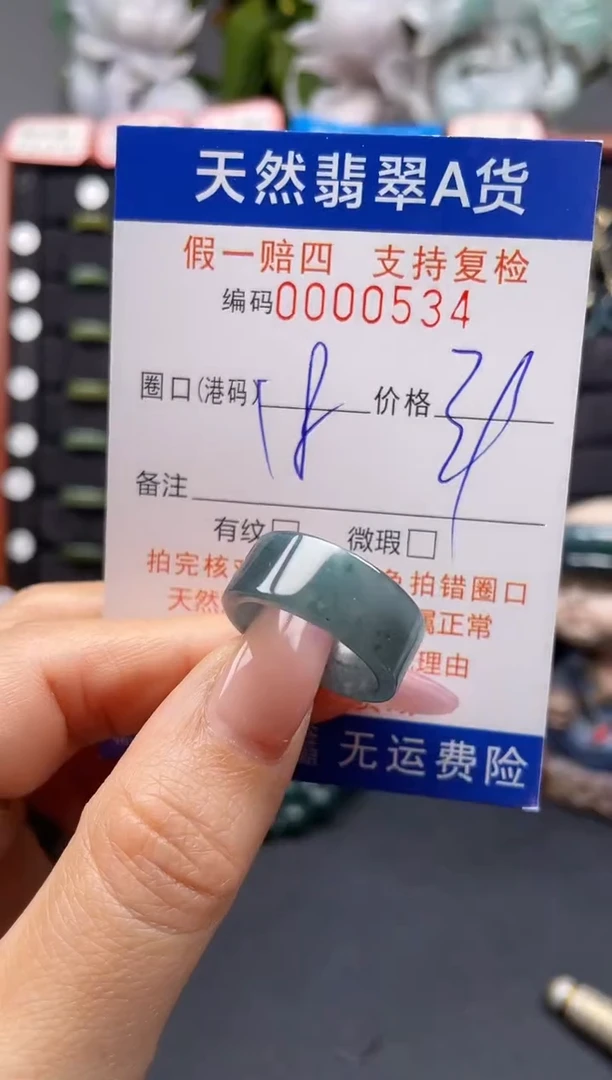 天然翡翠A货
假一赔四 支持复检
编码0000534
圈口(港码) 18 价格
备注
有纹□ 微瑕□
拍完核 拍错圈口
天然 属正常
理由
无运费险